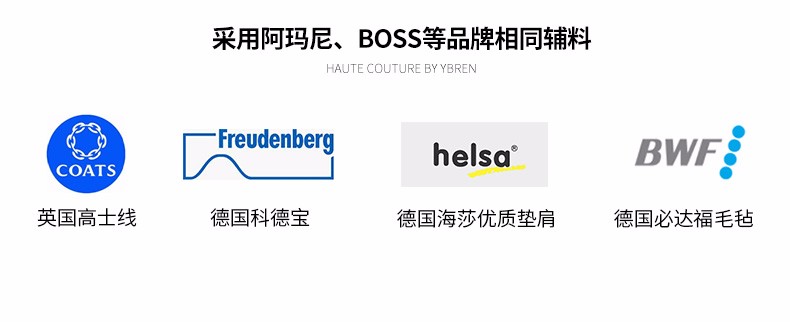 采用阿玛尼、BOSS等品牌相同辅料
HAUTE COUTURE BY YBREN
COATS
Freudenberg
helsa®
BWF
英国高士线
德国科德宝
德国海莎优质垫肩
德国必达福毛毡